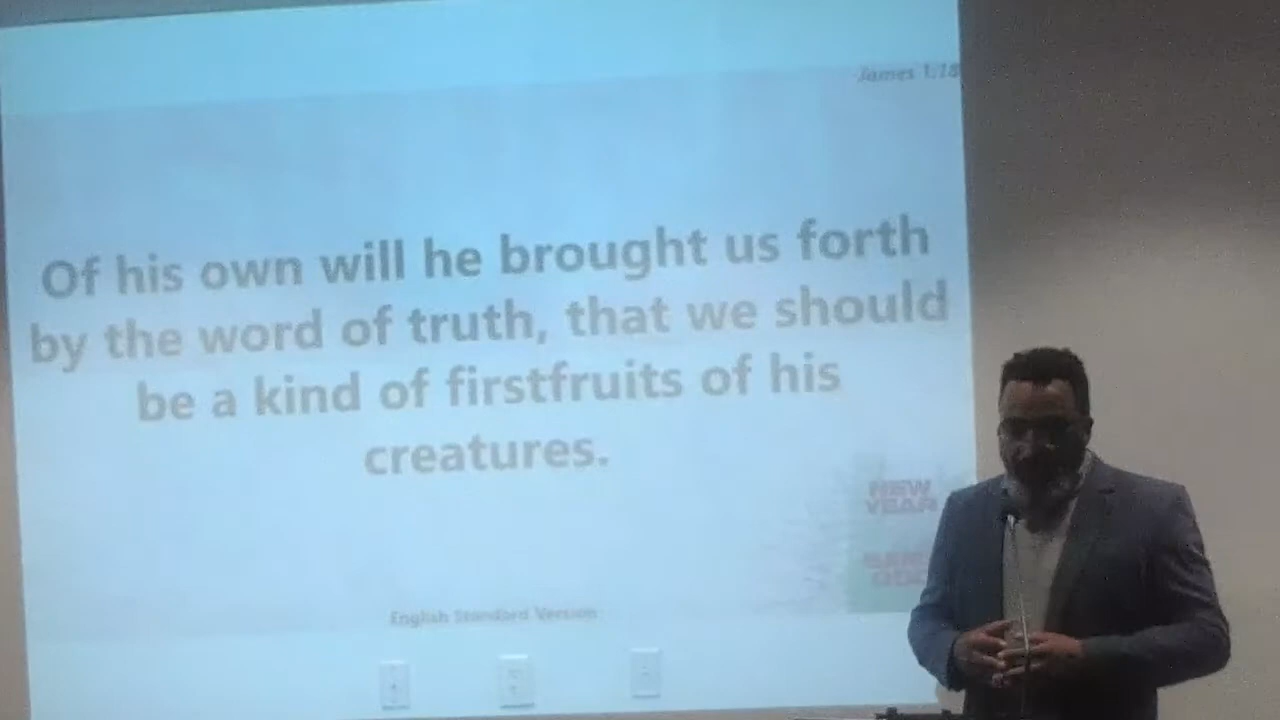 James 1:18
Of his own will he brought us forth
by the word of truth, that we should
be a kind of firstfruits of his
creatures.
NEW
YEAR
English Standard Version